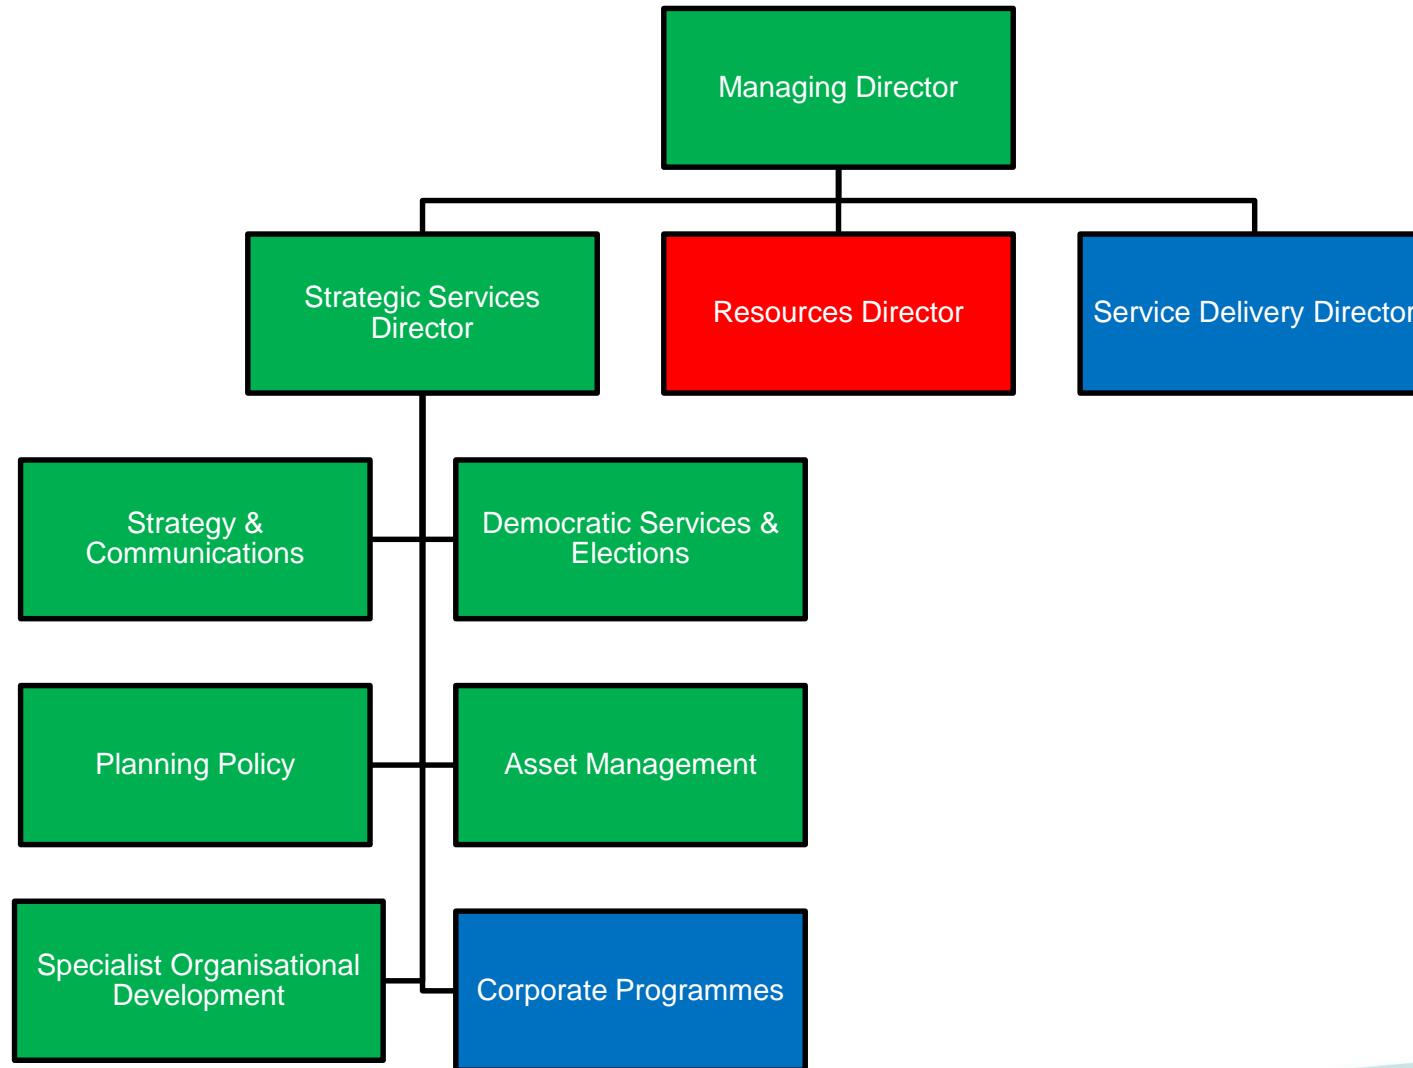 Managing Director
Strategic Services
Director
Resources Director
Service Delivery Director
Strategy &
Communications
Democratic Services &
Elections
Planning Policy
Asset Management
Specialist Organisational
Development
Corporate Programmes